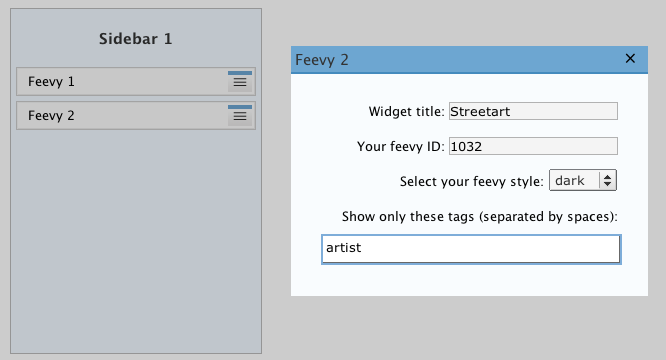 Sidebar 1
Feevy 1
Feevy 2
Feevy 2
Widget title: Streetart
Your feevy ID: 1032
Select your feevy style: dark
Show only these tags (separated by spaces):
artist